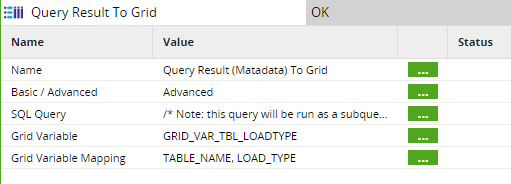 Query Result To Grid OK
Name Value Status
Name Query Result (Matadata) To Grid ...
Basic / Advanced Advanced ...
SQL Query /* Note: this query will be run as a subque... ...
Grid Variable GRID_VAR_TBL_LOADTYPE ...
Grid Variable Mapping TABLE_NAME, LOAD_TYPE ...